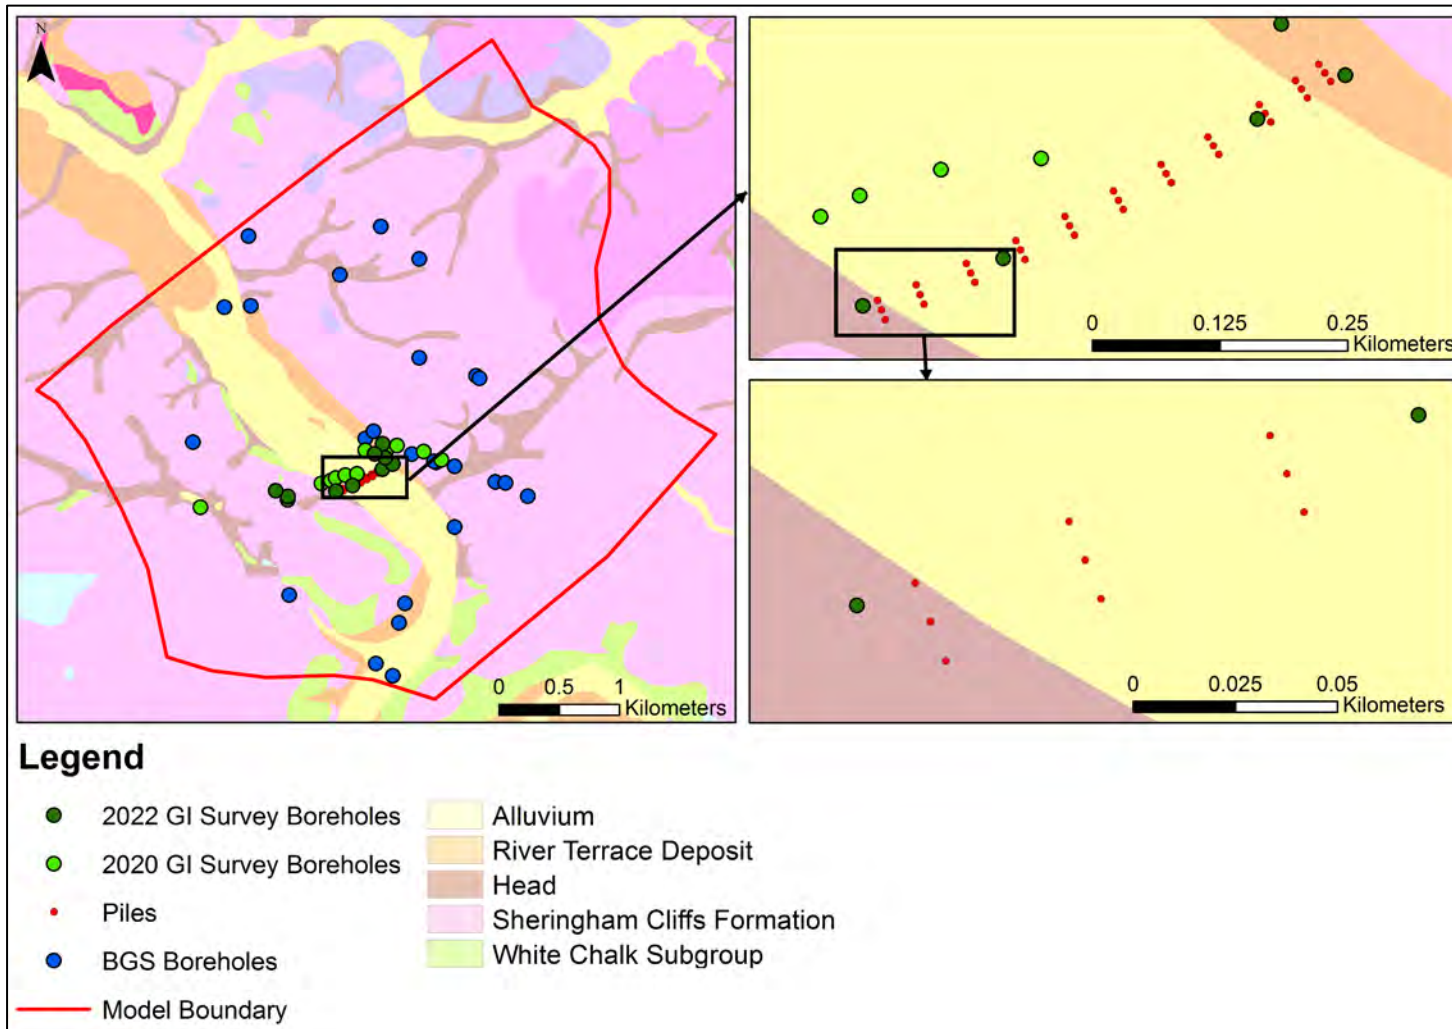 N
0 0.5 1
Kilometers
0 0.125 0.25
Kilometers
0 0.025 0.05
Kilometers
Legend
2022 GI Survey Boreholes
2020 GI Survey Boreholes
Piles
BGS Boreholes
Model Boundary
Alluvium
River Terrace Deposit
Head
Sheringham Cliffs Formation
White Chalk Subgroup